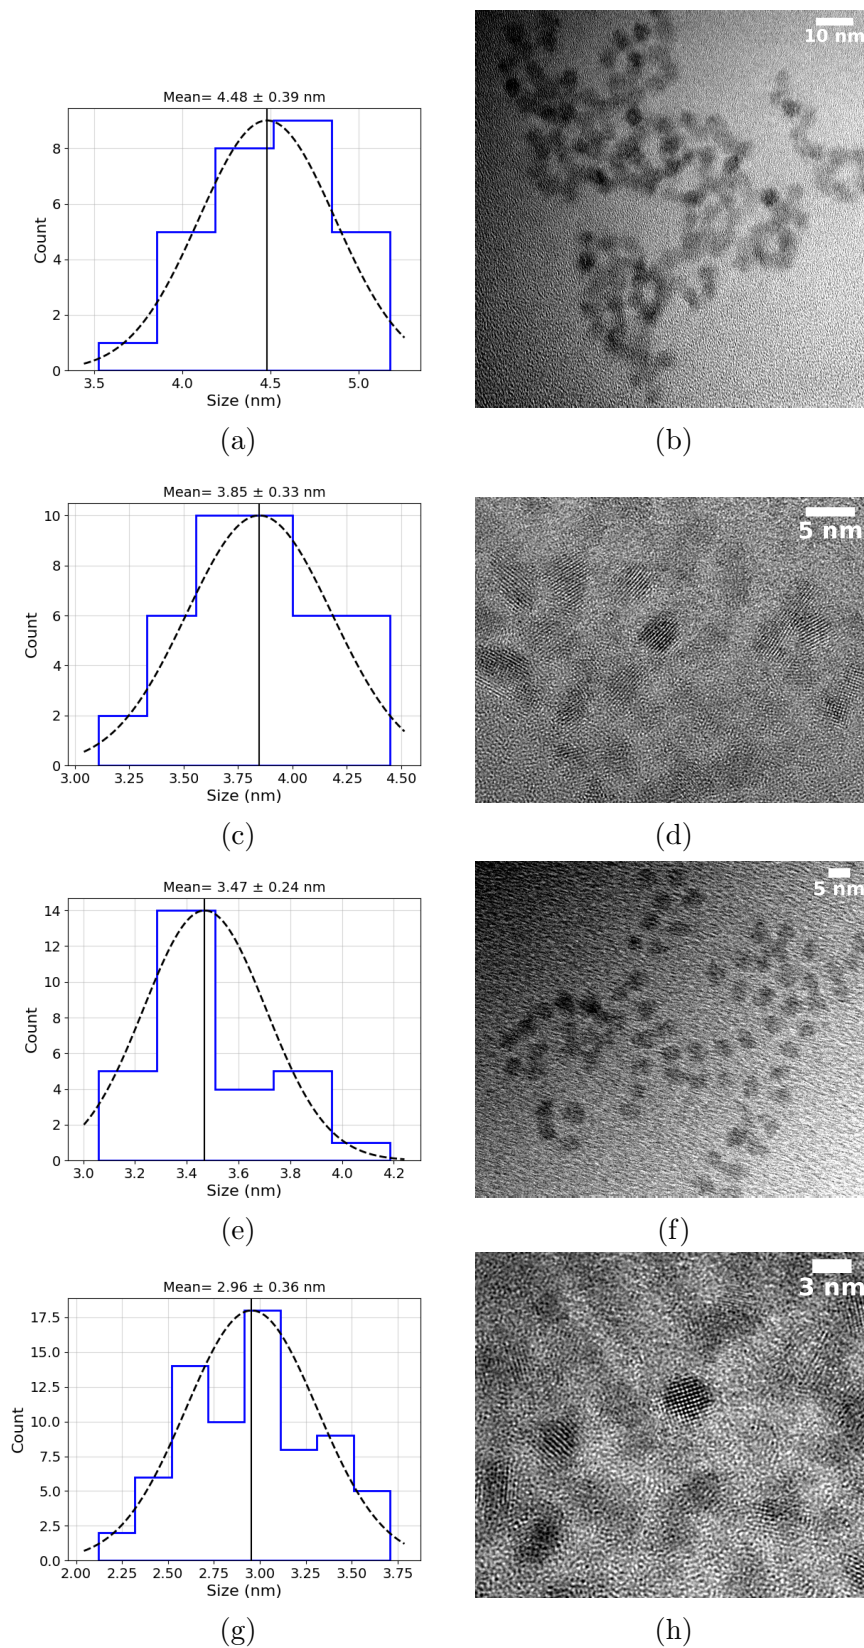 Mean= 4.48 ± 0.39 nm
10 nm
8
6
4
2
0
Count
3.5 4.0 4.5 5.0
Size (nm)
(a) (b)
Mean= 3.85 ± 0.33 nm
5 nm
10
8
6
4
2
0
Count
3.00 3.25 3.50 3.75 4.00 4.25 4.50
Size (nm)
(c) (d)
Mean= 3.47 ± 0.24 nm
5 nm
14
12
10
8
6
4
2
0
Count
3.0 3.2 3.4 3.6 3.8 4.0 4.2
Size (nm)
(e) (f)
Mean= 2.96 ± 0.36 nm
3 nm
17.5
15.0
12.5
10.0
7.5
5.0
2.5
0.0
Count
2.00 2.25 2.50 2.75 3.00 3.25 3.50 3.75
Size (nm)
(g) (h)